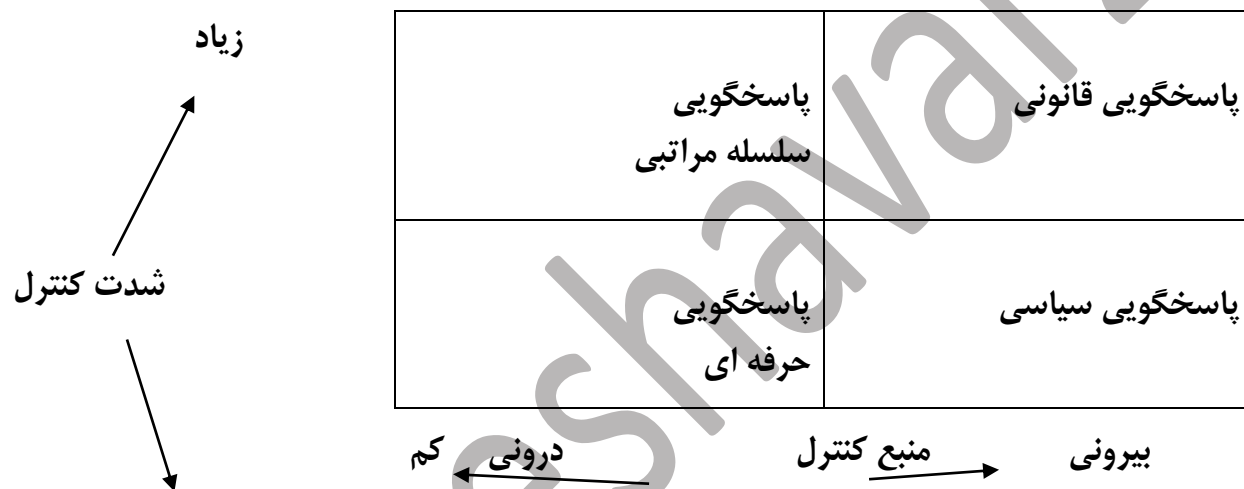 زیاد
پاسخگویی قانونی
پاسخگویی
سلسله مراتبی
شدت کنترل
پاسخگویی سیاسی
پاسخگویی
حرفه ای
بیرونی منبع کنترل درونی کم